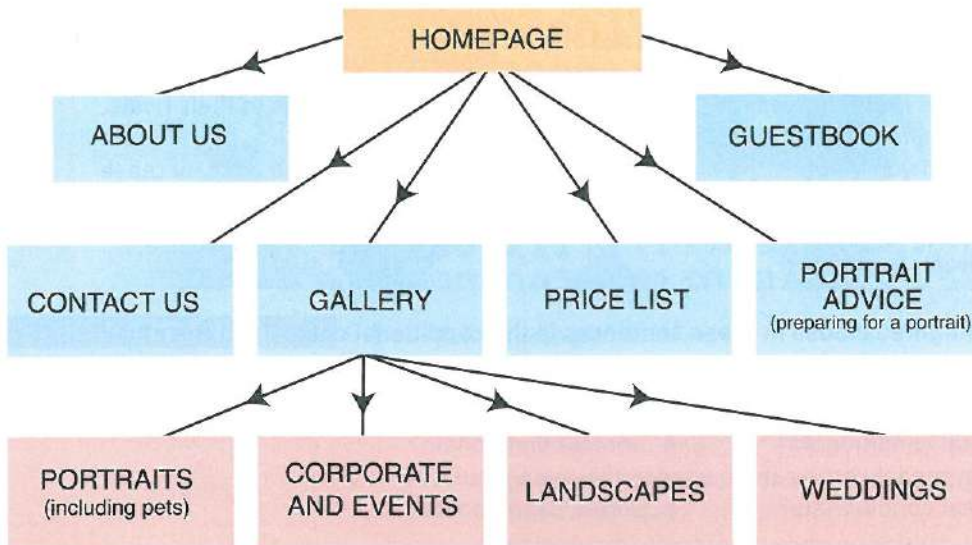 HOMEPAGE
ABOUT US
GUESTBOOK
CONTACT US
GALLERY
PRICE LIST
PORTRAIT
ADVICE
(preparing for a portrait)
PORTRAITS
(including pets)
CORPORATE
AND EVENTS
LANDSCAPES
WEDDINGS